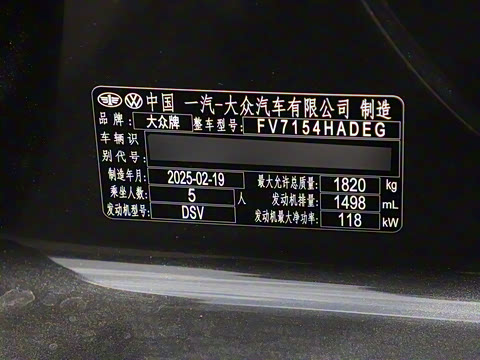 中国 一汽-大众汽车有限公司 制造
品牌: 大众牌 整车型号: FV7154HADEG
车辆识
别代号:
制造年月: 2025-02-19 最大允许总质量: 1820 kg
乘坐人数: 5 人 发动机排量: 1498 mL
发动机型号: DSV 发动机最大净功率: 118 kW